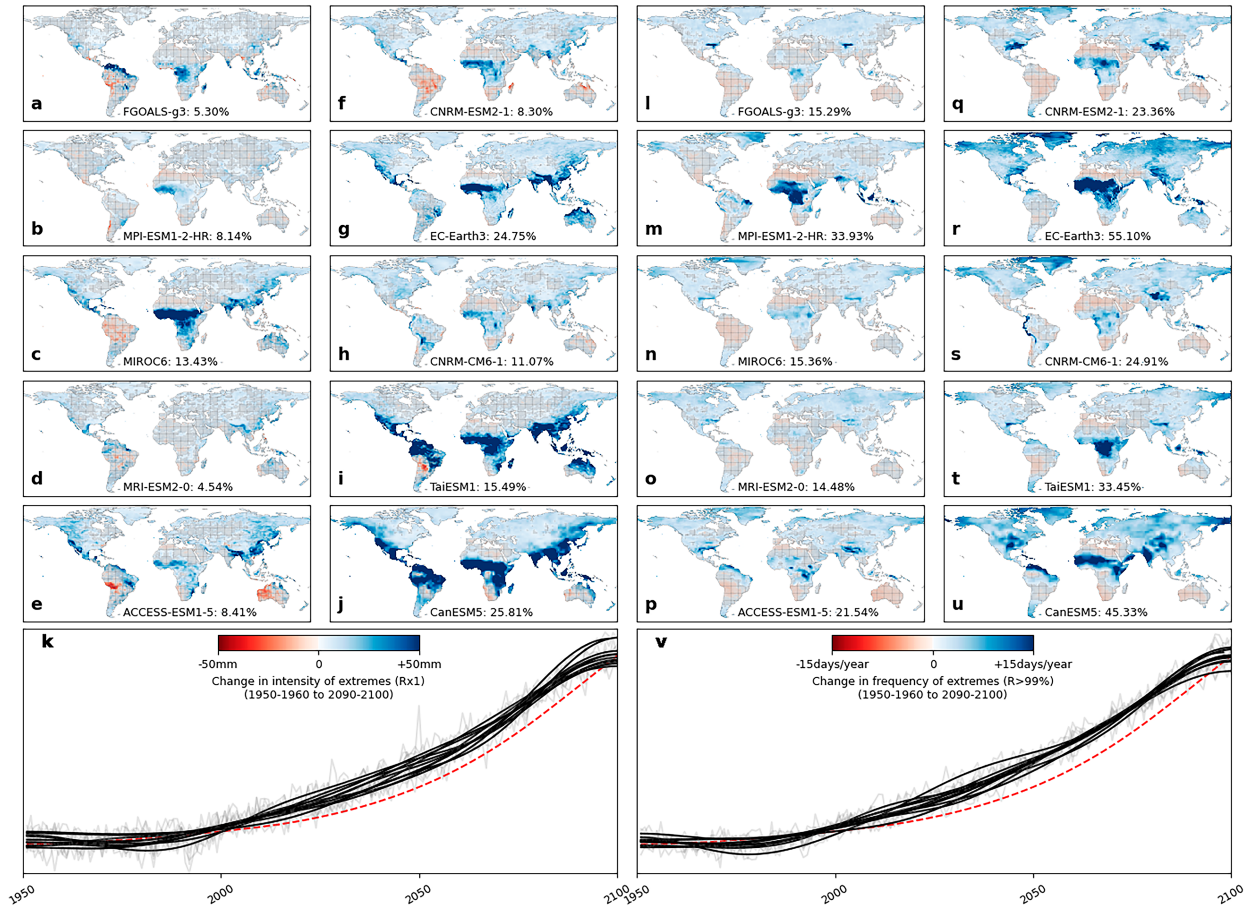 a
FGOALS-g3: 5.30%
f
CNRM-ESM2-1: 8.30%
l
FGOALS-g3: 15.29%
q
CNRM-ESM2-1: 23.36%
b
MPI-ESM1-2-HR: 8.14%
g
EC-Earth3: 24.75%
m
MPI-ESM1-2-HR: 33.93%
r
EC-Earth3: 55.10%
c
MIROC6: 13.43%
h
CNRM-CM6-1: 11.07%
n
MIROC6: 15.36%
s
CNRM-CM6-1: 24.91%
d
MRI-ESM2-0: 4.54%
i
TaiESM1: 15.49%
o
MRI-ESM2-0: 14.48%
t
TaiESM1: 33.45%
e
ACCESS-ESM1-5: 8.41%
j
CanESM5: 25.81%
p
ACCESS-ESM1-5: 21.54%
u
CanESM5: 45.33%
k
-50mm 0 +50mm
Change in intensity of extremes (Rx1)
(1950-1960 to 2090-2100)
1950 2000 2050 2100
v
-15days/year 0 +15days/year
Change in frequency of extremes (R>99%)
(1950-1960 to 2090-2100)
1950 2000 2050 2100